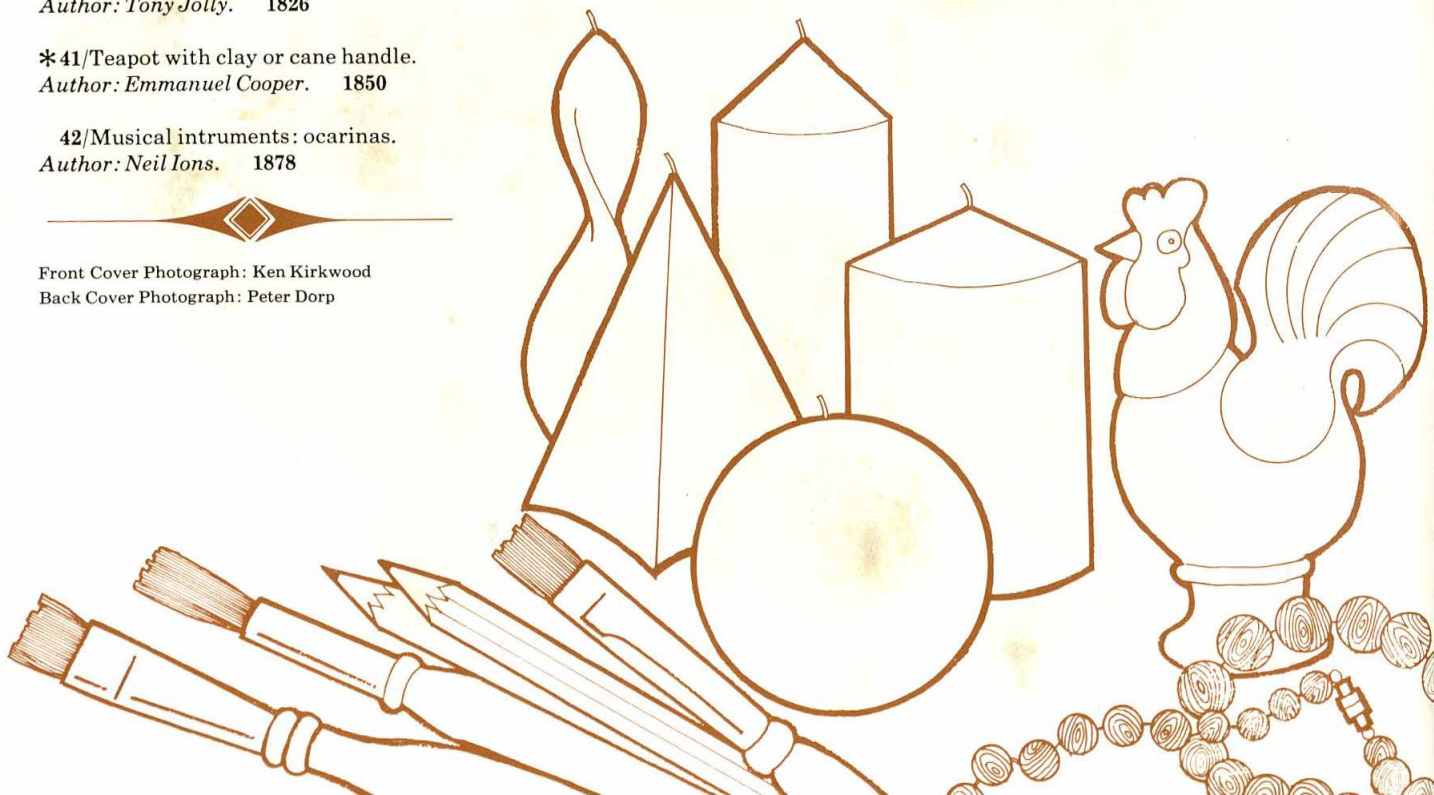 Author: Tony Jolly. 1826
*41/Teapot with clay or cane handle.
Author: Emmanuel Cooper. 1850
42/Musical intruments: ocarinas.
Author: Neil Ions. 1878
Front Cover Photograph: Ken Kirkwood
Back Cover Photograph: Peter Dorp